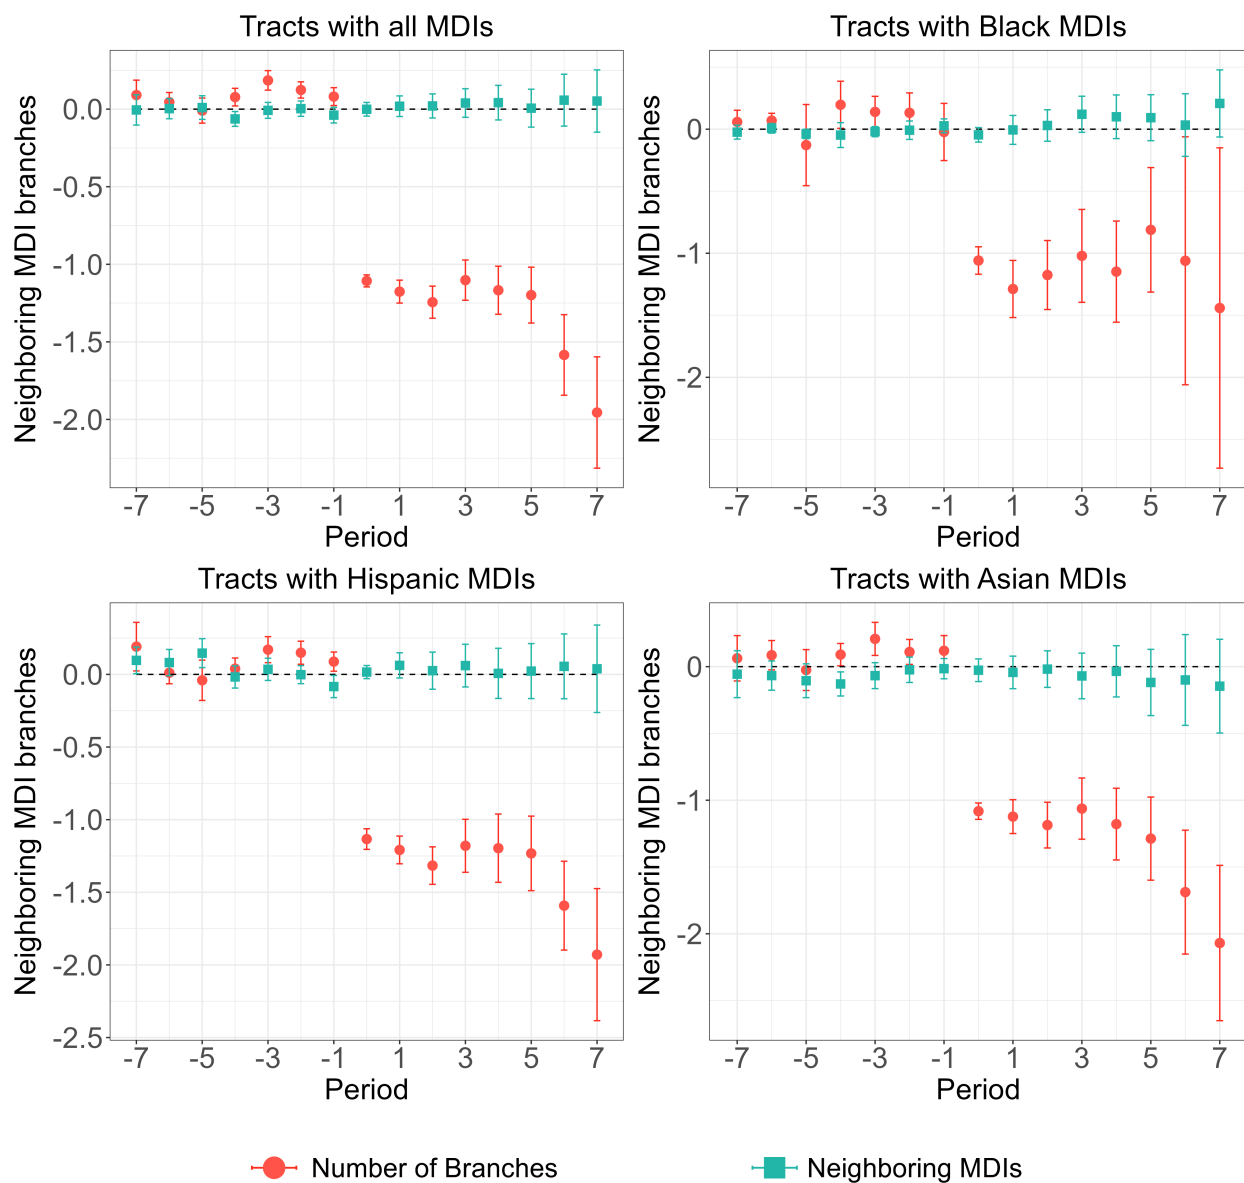 Tracts with all MDIs
Neighboring MDI branches
0.0
-0.5
-1.0
-1.5
-2.0
-7 -5 -3 -1 1 3 5 7
Period
Tracts with Black MDIs
Neighboring MDI branches
0
-1
-2
-7 -5 -3 -1 1 3 5 7
Period
Tracts with Hispanic MDIs
Neighboring MDI branches
0.0
-0.5
-1.0
-1.5
-2.0
-2.5
-7 -5 -3 -1 1 3 5 7
Period
Tracts with Asian MDIs
Neighboring MDI branches
0
-1
-2
-7 -5 -3 -1 1 3 5 7
Period
Number of Branches
Neighboring MDIs